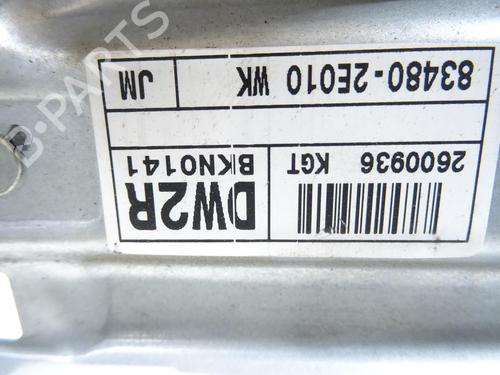 DW2R
2600936 KGT BKN0141
83480-2E010 WK JM
B-PARTS